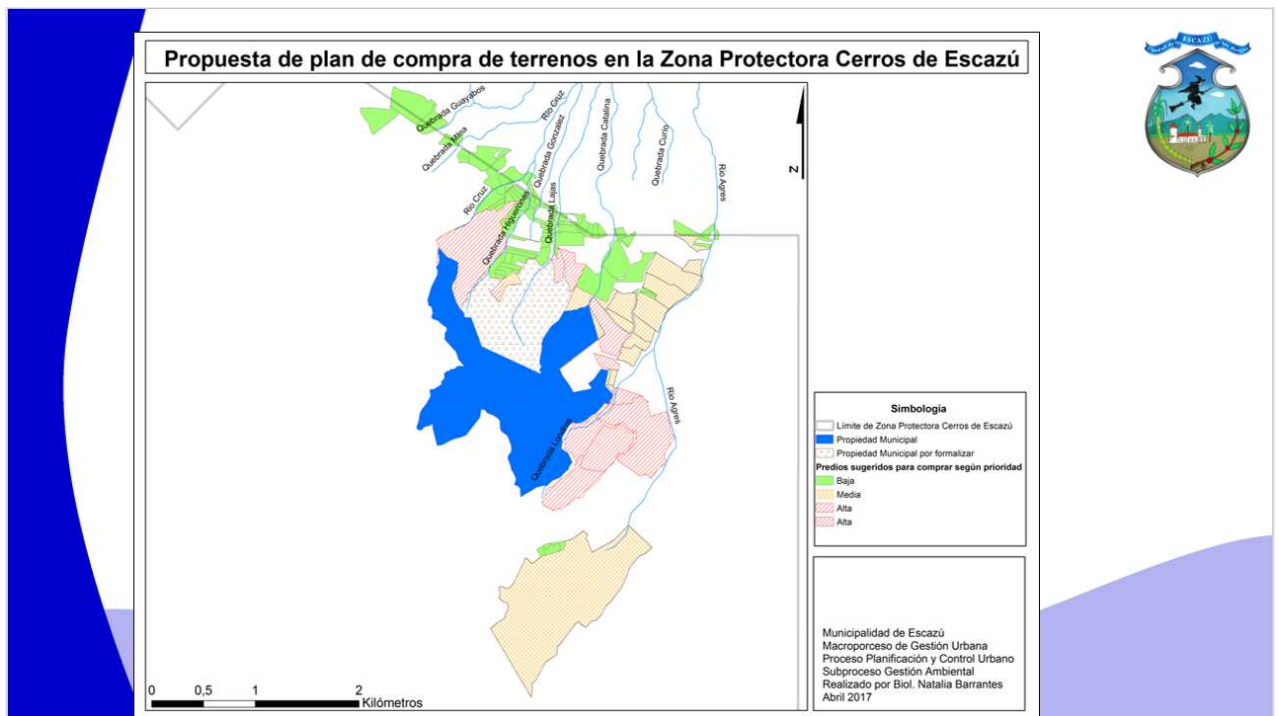 Propuesta de plan de compra de terrenos en la Zona Protectora Cerros de Escazú
ESCAZÚ
Quebrada Guayabos
Río Cruz
Quebrada Mina
Quebrada Gonzalez
Quebrada Catalina
Quebrada Curío
Río Agres
N
Río Cruz
Quebrada Higuerones
Quebrada Lajas
Río Agres
Quebrada Londres
Simbologia
Límite de Zona Protectora Cerros de Escazú
Propiedad Municipal
Propiedad Municipal por formalizar
Predios sugeridos para comprar según prioridad
Baja
Media
Alta
Alta
Municipalidad de Escazú
Macroporceso de Gestión Urbana
Proceso Planificación y Control Urbano
Subproceso Gestión Ambiental
Realizado por Biol. Natalia Barrantes
Abril 2017
0 0,5 1 2
Kilómetros